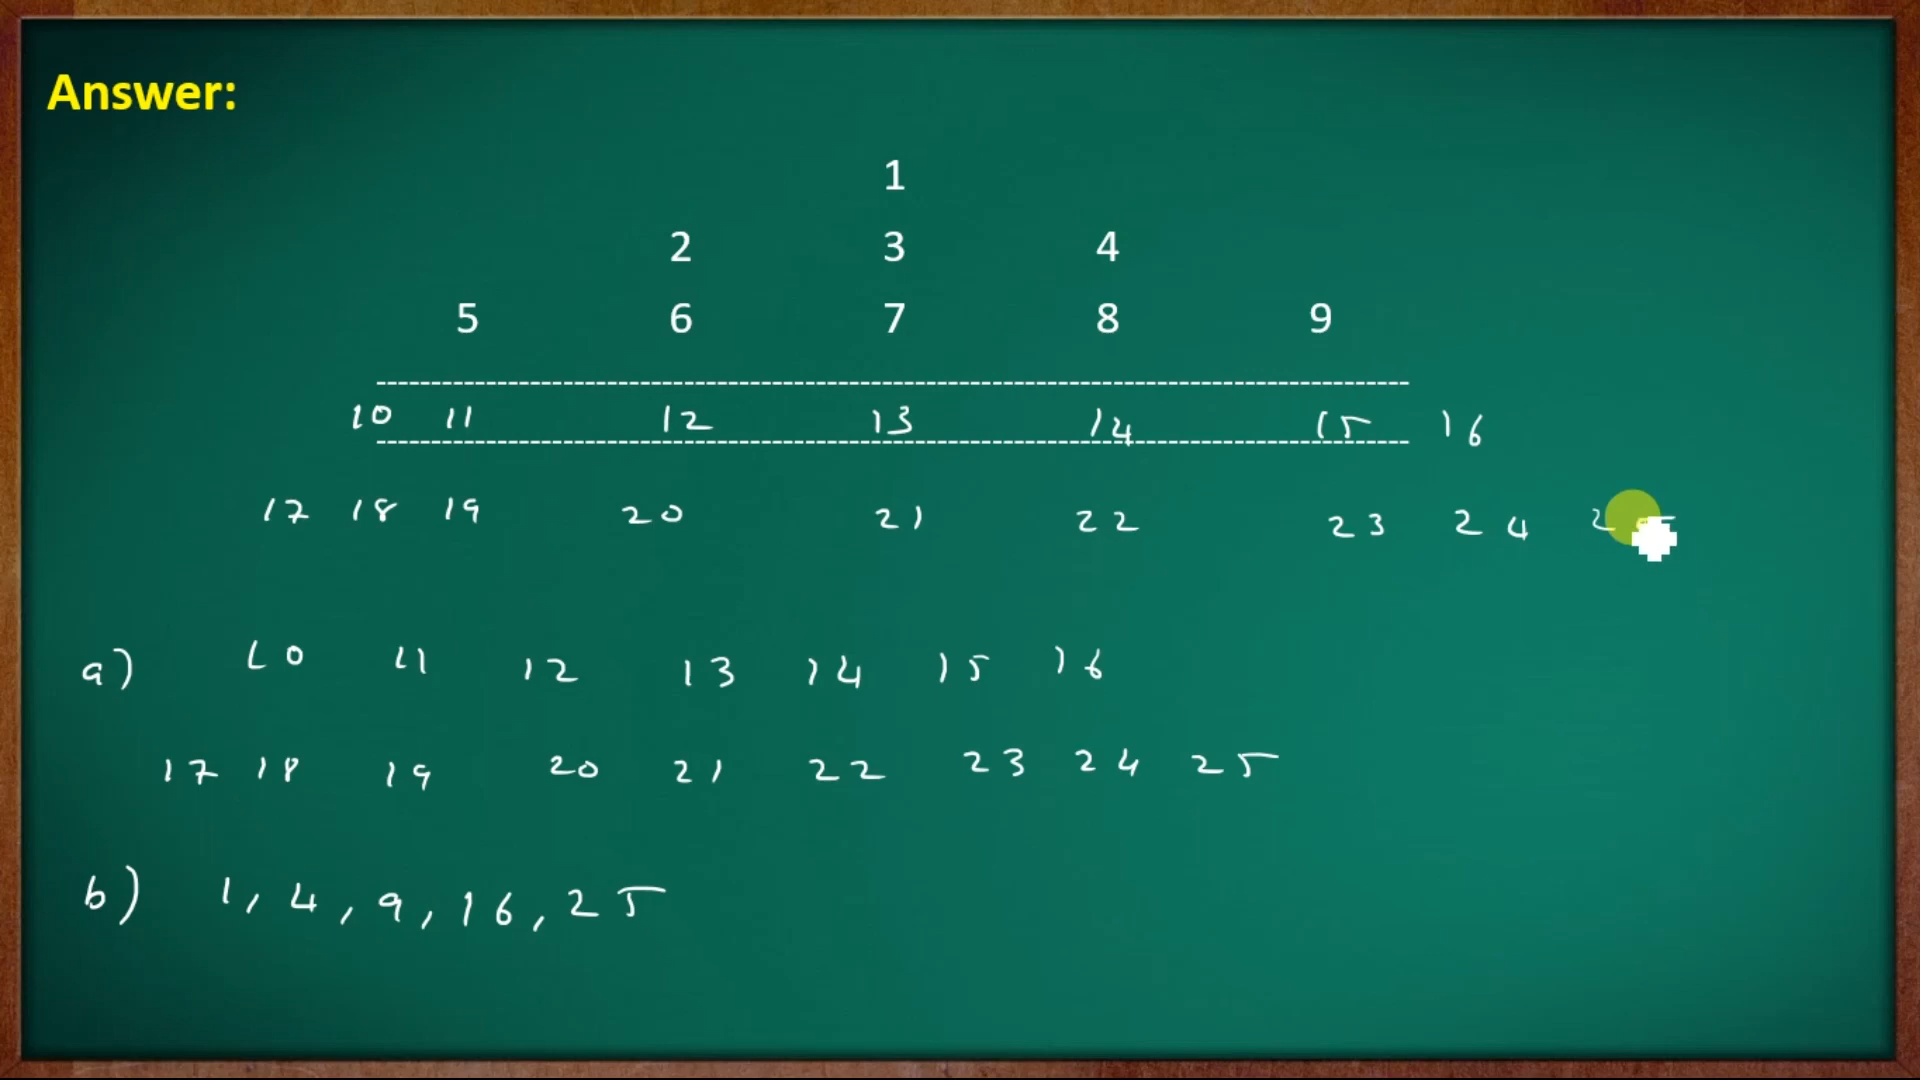 Answer:
1
2 3 4
5 6 7 8 9
--------------------------------------------------------------------------------------------
10 11 12 13 14 15 16
--------------------------------------------------------------------------------------------
17 18 19 20 21 22 23 24 25
a) 10 11 12 13 14 15 16
17 18 19 20 21 22 23 24 25
b) 1, 4, 9, 16, 25